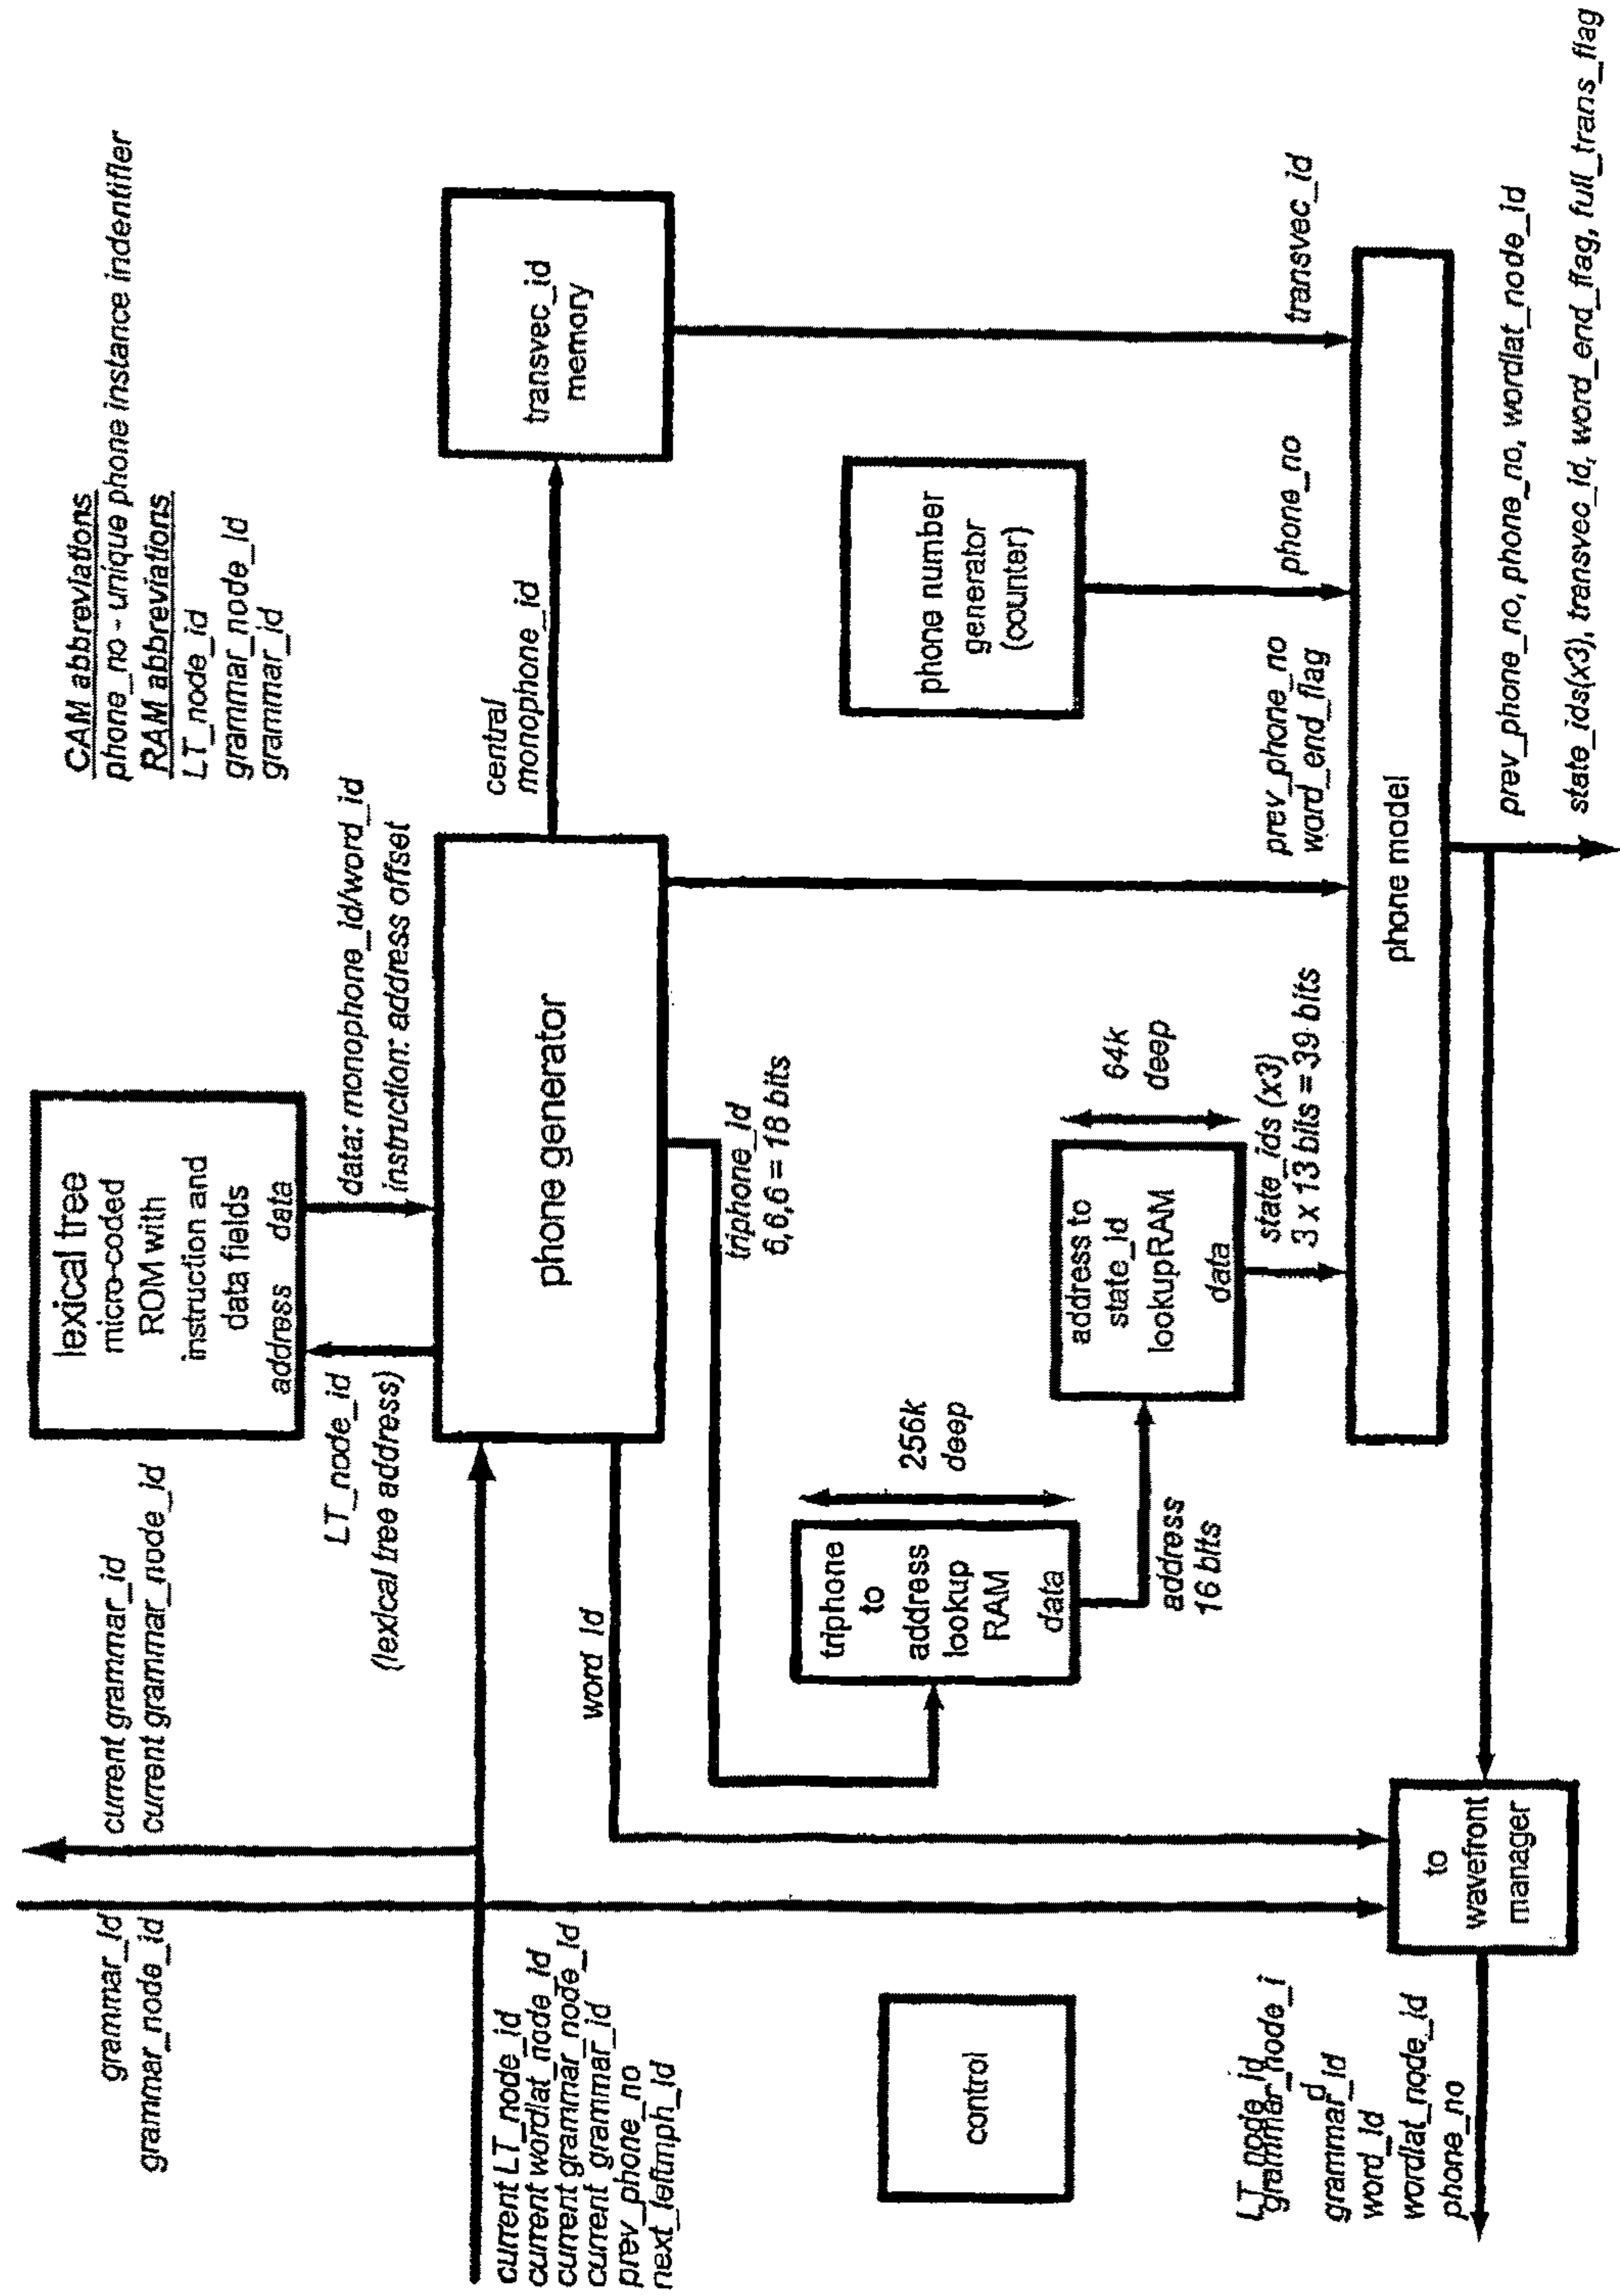 grammar_id
grammar_node_id
current grammar_id
current grammar_node_id
CAM abbreviations
phone_no - unique phone instance indentifier
RAM abbreviations
LT_node_id
grammar_node_id
grammar_id
lexical tree
micro-coded
ROM with
instruction and
data fields
address data
LT_node_id
(lexical tree address)
data: monophone_id/word_id
instruction: address offset
current LT_node_id
current wordlat_node_id
current grammar_node_id
current grammar_id
prev_phone_no
next_leftmph_id
phone generator
central
monophone_id
transvec_id
memory
word id
triphone_id
6,6,6 = 18 bits
256k
deep
triphone
to
address
lookup
RAM
data
address
16 bits
64k
deep
address to
state_id
lookupRAM
data
state_ids (x3)
3 x 13 bits = 39 bits
phone number
generator
(counter)
prev_phone_no
word_end_flag
phone_no
transvec_id
control
phone model
to
wavefront
manager
LT_node_id
grammar_node_i
d
grammar_id
word_id
wordlat_node_id
phone_no
prev_phone_no, phone_no, wordlat_node_id
state_ids(x3), transvec_id, word_end_flag, full_trans_flag